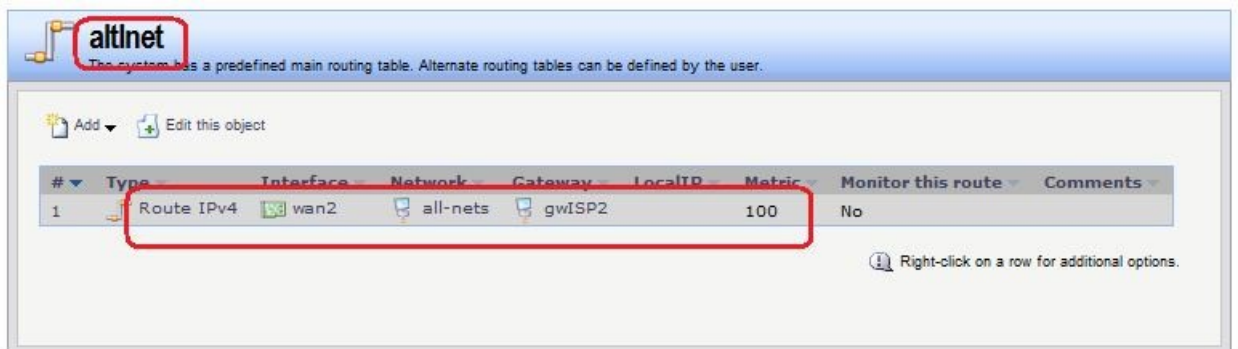 altInet
The system has a predefined main routing table. Alternate routing tables can be defined by the user.
Add Edit this object
# Type Interface Network Gateway LocalIP Metric Monitor this route Comments
1 Route IPv4 wan2 all-nets gwISP2 100 No
Right-click on a row for additional options.